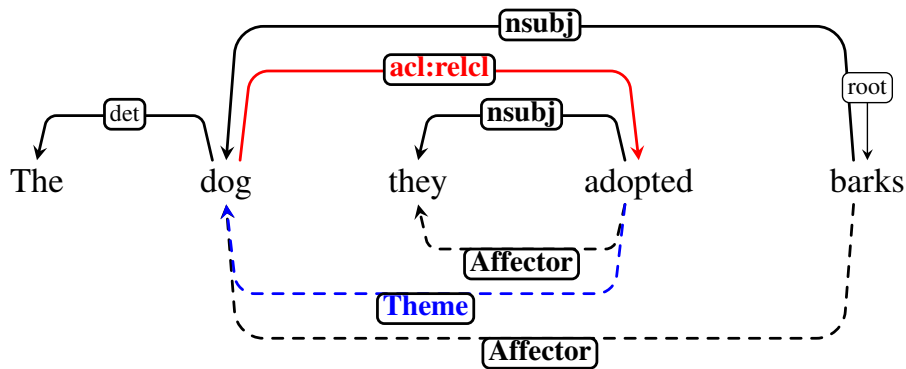 nsubj
acl:relcl
root
det
nsubj
The dog they adopted barks
Affector
Theme
Affector